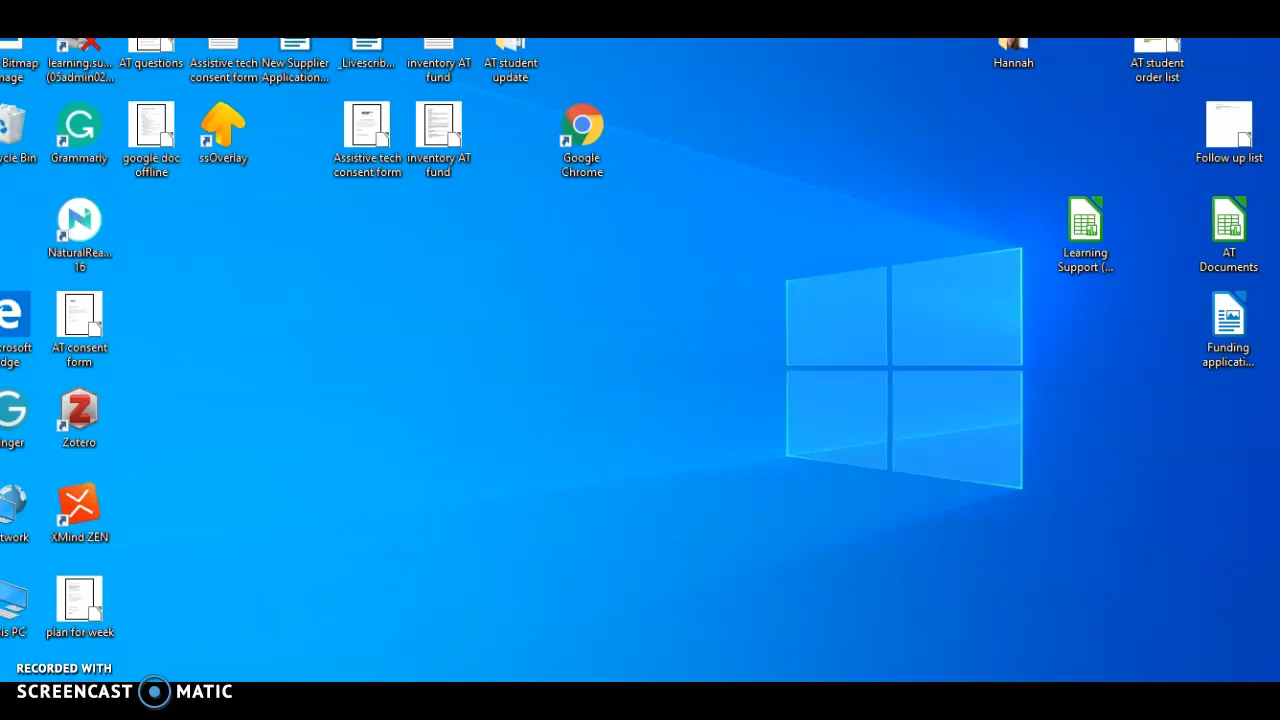 Bitmap
nage
learning.su...
(05admin02...
AT questions
Assistive tech
consent form
New Supplier
Application...
_Livescrib...
inventory AT
fund
AT student
update
Hannah
AT student
order list
ycle Bin
Grammarly
google doc
offline
ssOverlay
Assistive tech
consent form
inventory AT
fund
Google
Chrome
Follow up list
NaturalRea...
16
Learning
Support (...
AT
Documents
crosoft
dge
AT consent
form
Funding
applicati...
nger
Zotero
twork
XMind ZEN
is PC
plan for week
RECORDED WITH
SCREENCAST MATIC